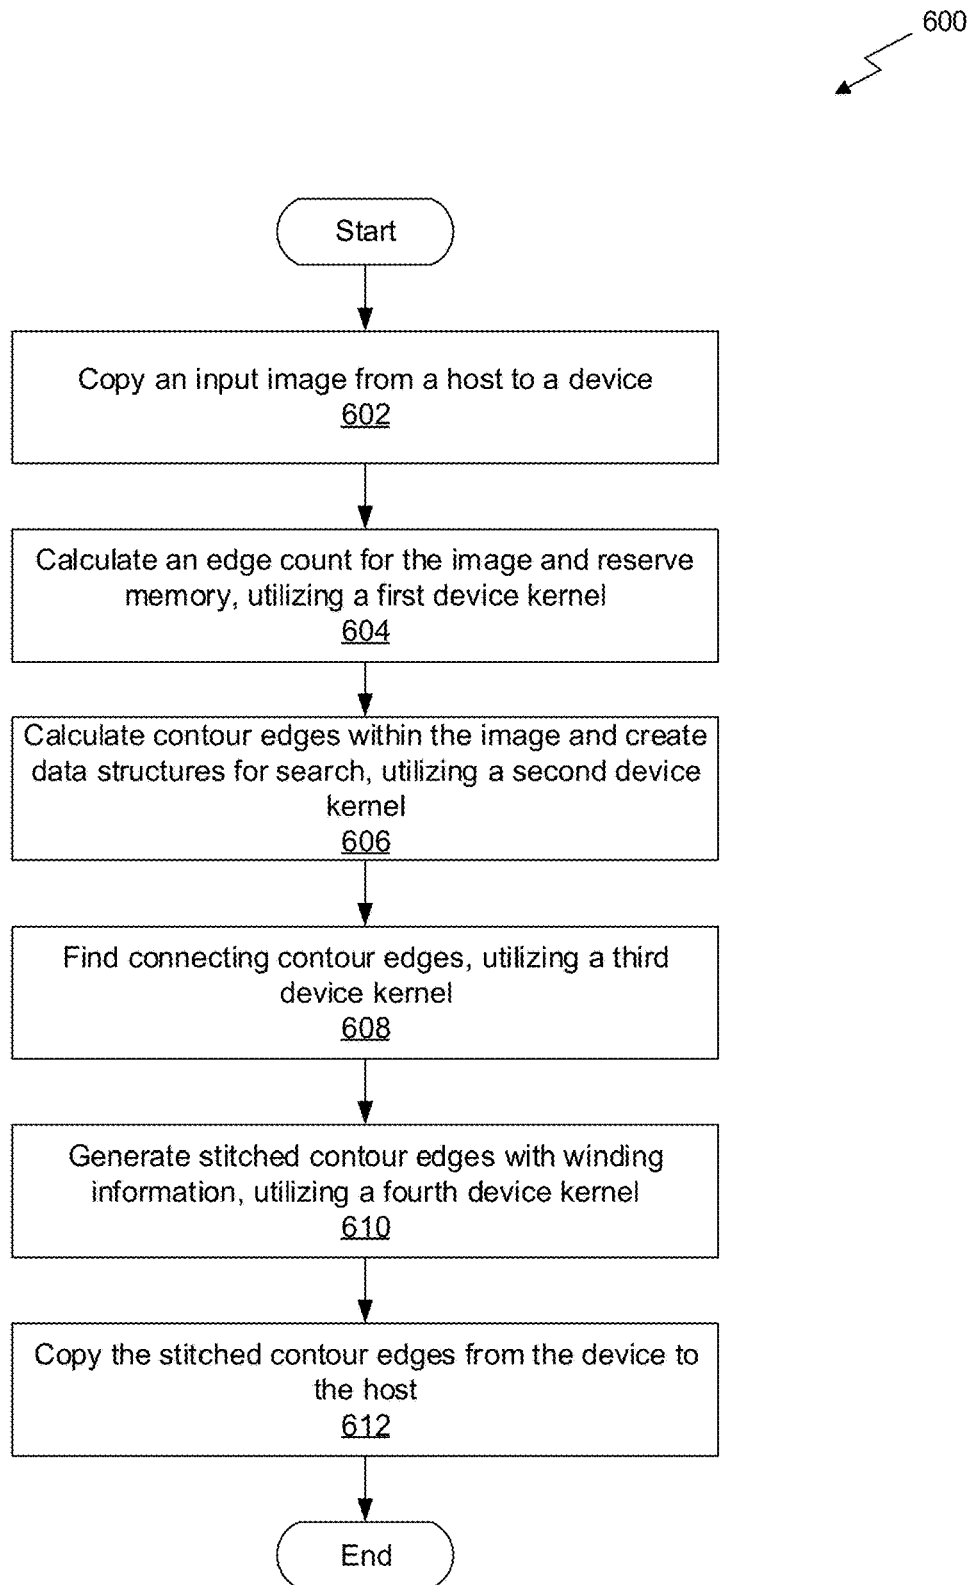 600
Start
Copy an input image from a host to a device
602
Calculate an edge count for the image and reserve
memory, utilizing a first device kernel
604
Calculate contour edges within the image and create
data structures for search, utilizing a second device
kernel
606
Find connecting contour edges, utilizing a third
device kernel
608
Generate stitched contour edges with winding
information, utilizing a fourth device kernel
610
Copy the stitched contour edges from the device to
the host
612
End